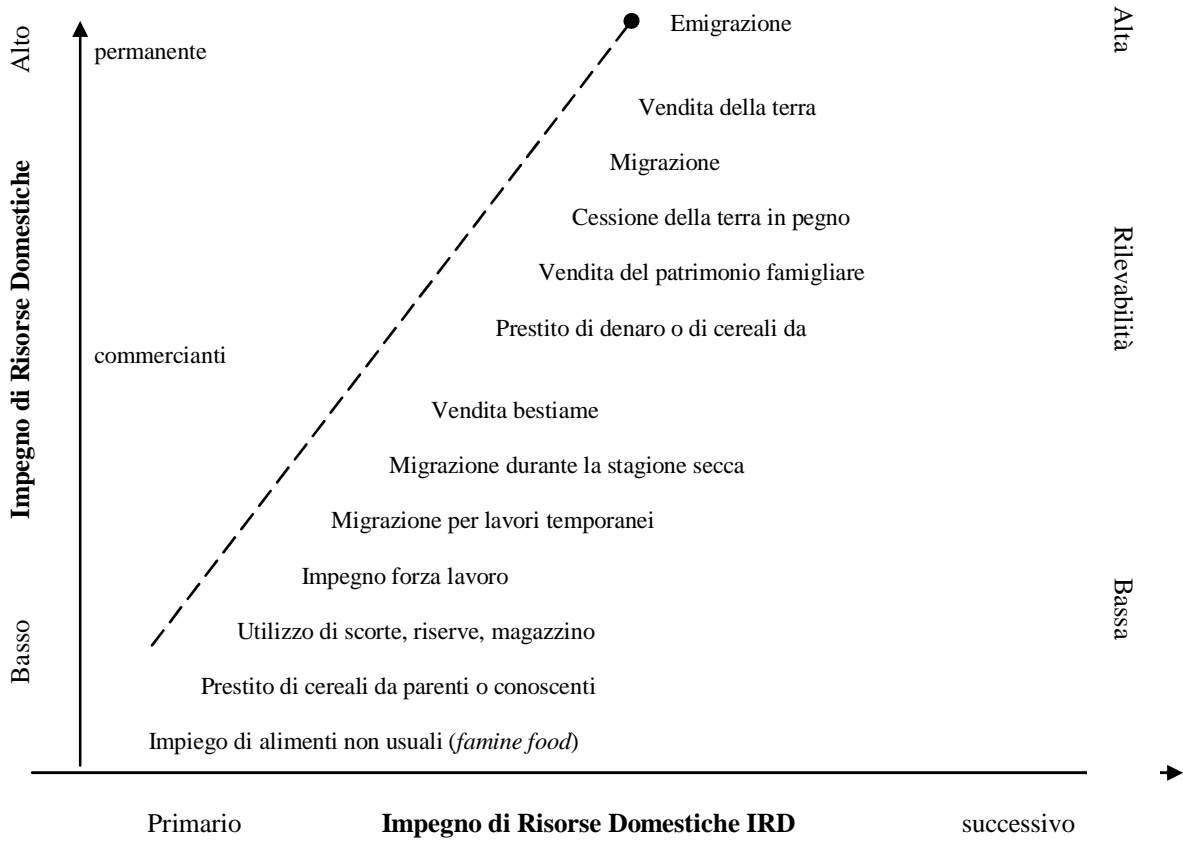 Alto
Impegno di Risorse Domestiche
Basso
Emigrazione
permanente
Vendita della terra
Migrazione
Cessione della terra in pegno
Vendita del patrimonio famigliare
Prestito di denaro o di cereali da
commercianti
Vendita bestiame
Migrazione durante la stagione secca
Migrazione per lavori temporanei
Impegno forza lavoro
Utilizzo di scorte, riserve, magazzino
Prestito di cereali da parenti o conoscenti
Impiego di alimenti non usuali (famine food)
Alta
Rilevabilità
Bassa
Primario Impegno di Risorse Domestiche IRD successivo